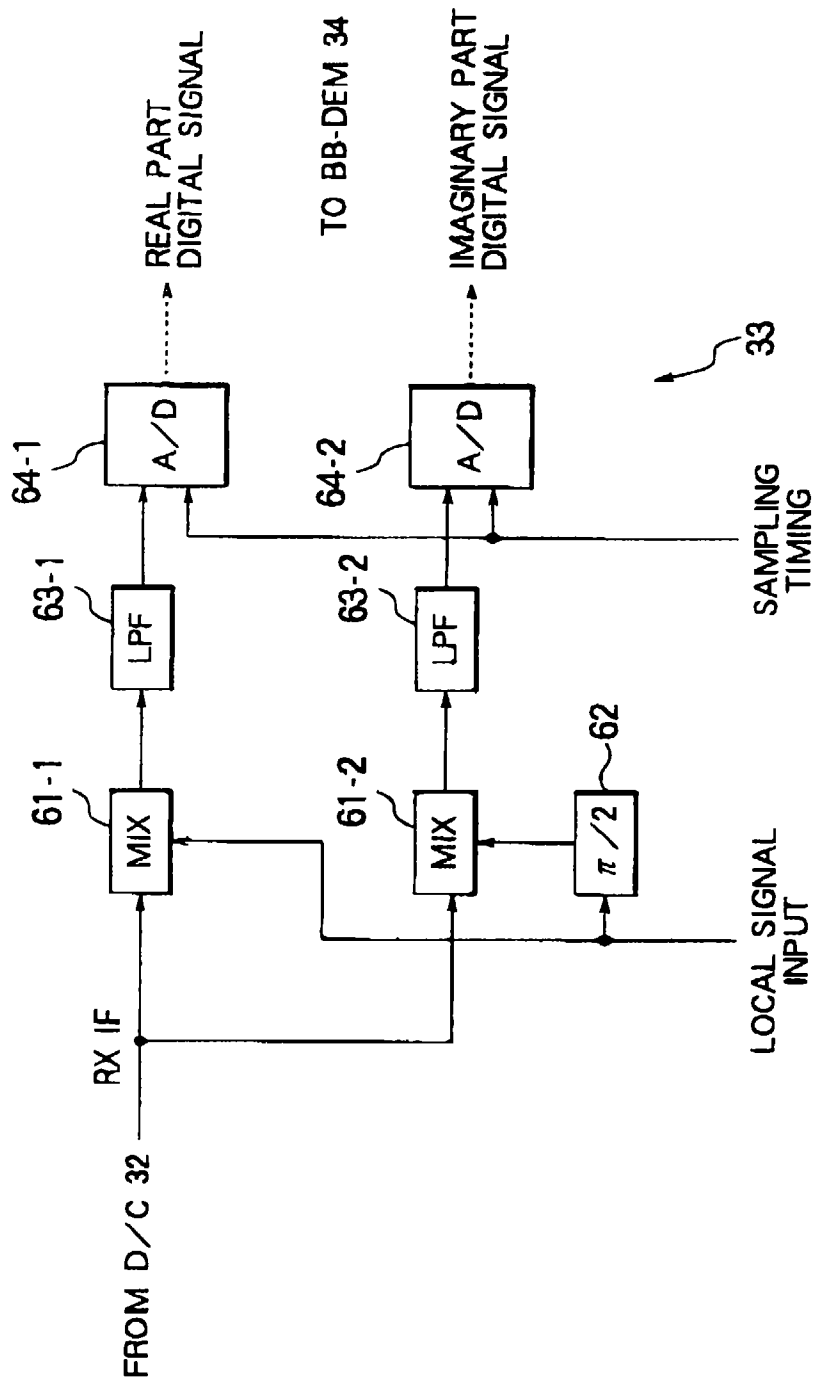 FROM D/C 32
RX IF
61-1
MIX
63-1
LPF
64-1
A/D
REAL PART
DIGITAL SIGNAL
TO BB-DEM 34
61-2
MIX
63-2
LPF
64-2
A/D
IMAGINARY PART
DIGITAL SIGNAL
62
π/2
LOCAL SIGNAL
INPUT
SAMPLING
TIMING
33